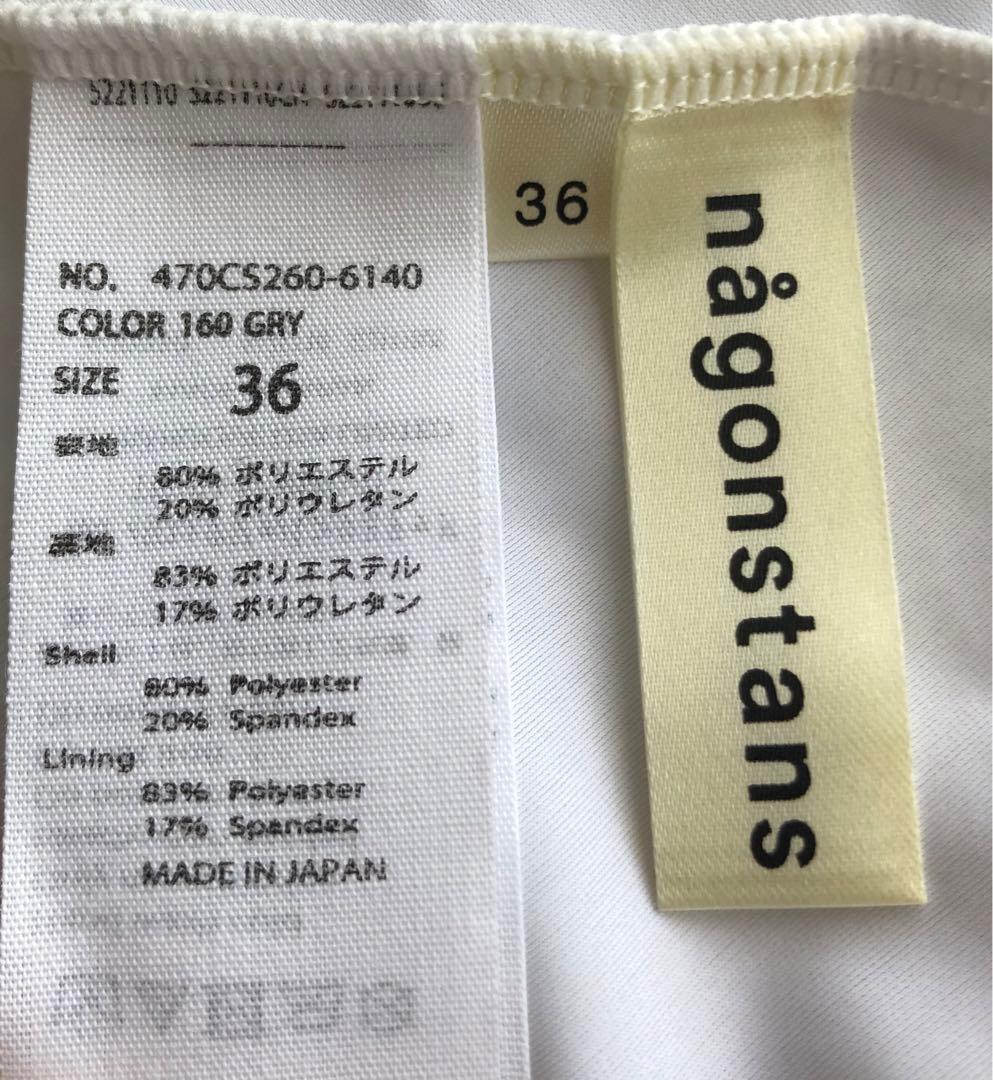 NO. 470CS260-6140
COLOR 160 GRY
SIZE 36
表地
80% ポリエステル
20% ポリウレタン
裏地
83% ポリエステル
17% ポリウレタン
Shell
80% Polyester
20% Spandex
Lining
83% Polyester
17% Spandex
MADE IN JAPAN
36
någonstans